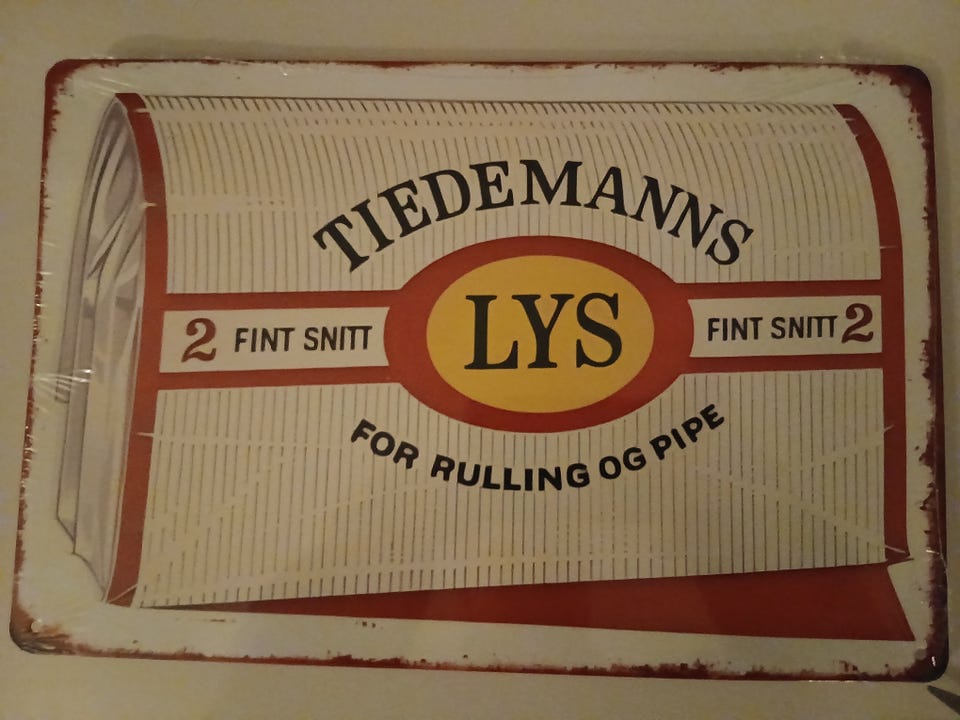 TIEDEMANNS
LYS
2 FINT SNITT
FINT SNITT 2
FOR RULLING OG PIPE